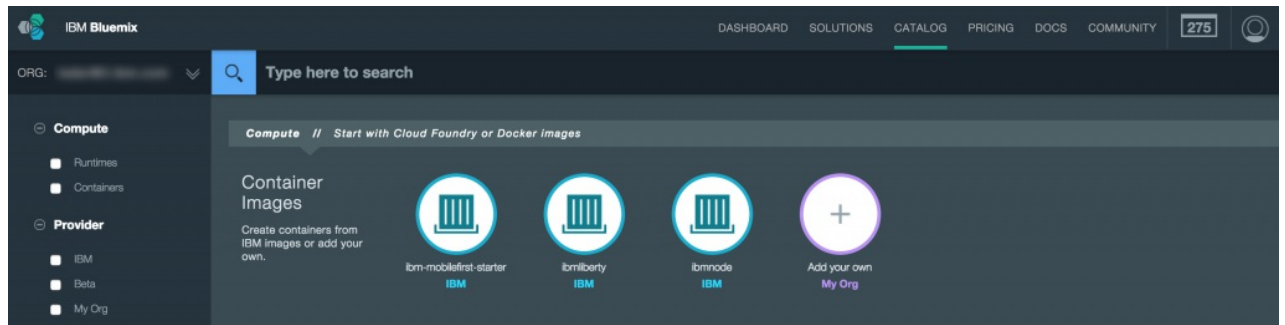 IBM Bluemix
DASHBOARD SOLUTIONS CATALOG PRICING DOCS COMMUNITY 275
ORG:
Type here to search
Compute
Runtimes
Containers
Provider
IBM
Beta
My Org
Compute // Start with Cloud Foundry or Docker images
Container
Images
Create containers from
IBM images or add your
own.
ibm-mobilefirst-starter
IBM
ibmliberty
IBM
ibmnode
IBM
Add your own
My Org